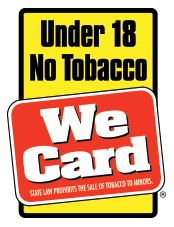 Under 18
No Tobacco
We
Card
STATE LAW PROHIBITS THE SALE OF TOBACCO TO MINORS.
®